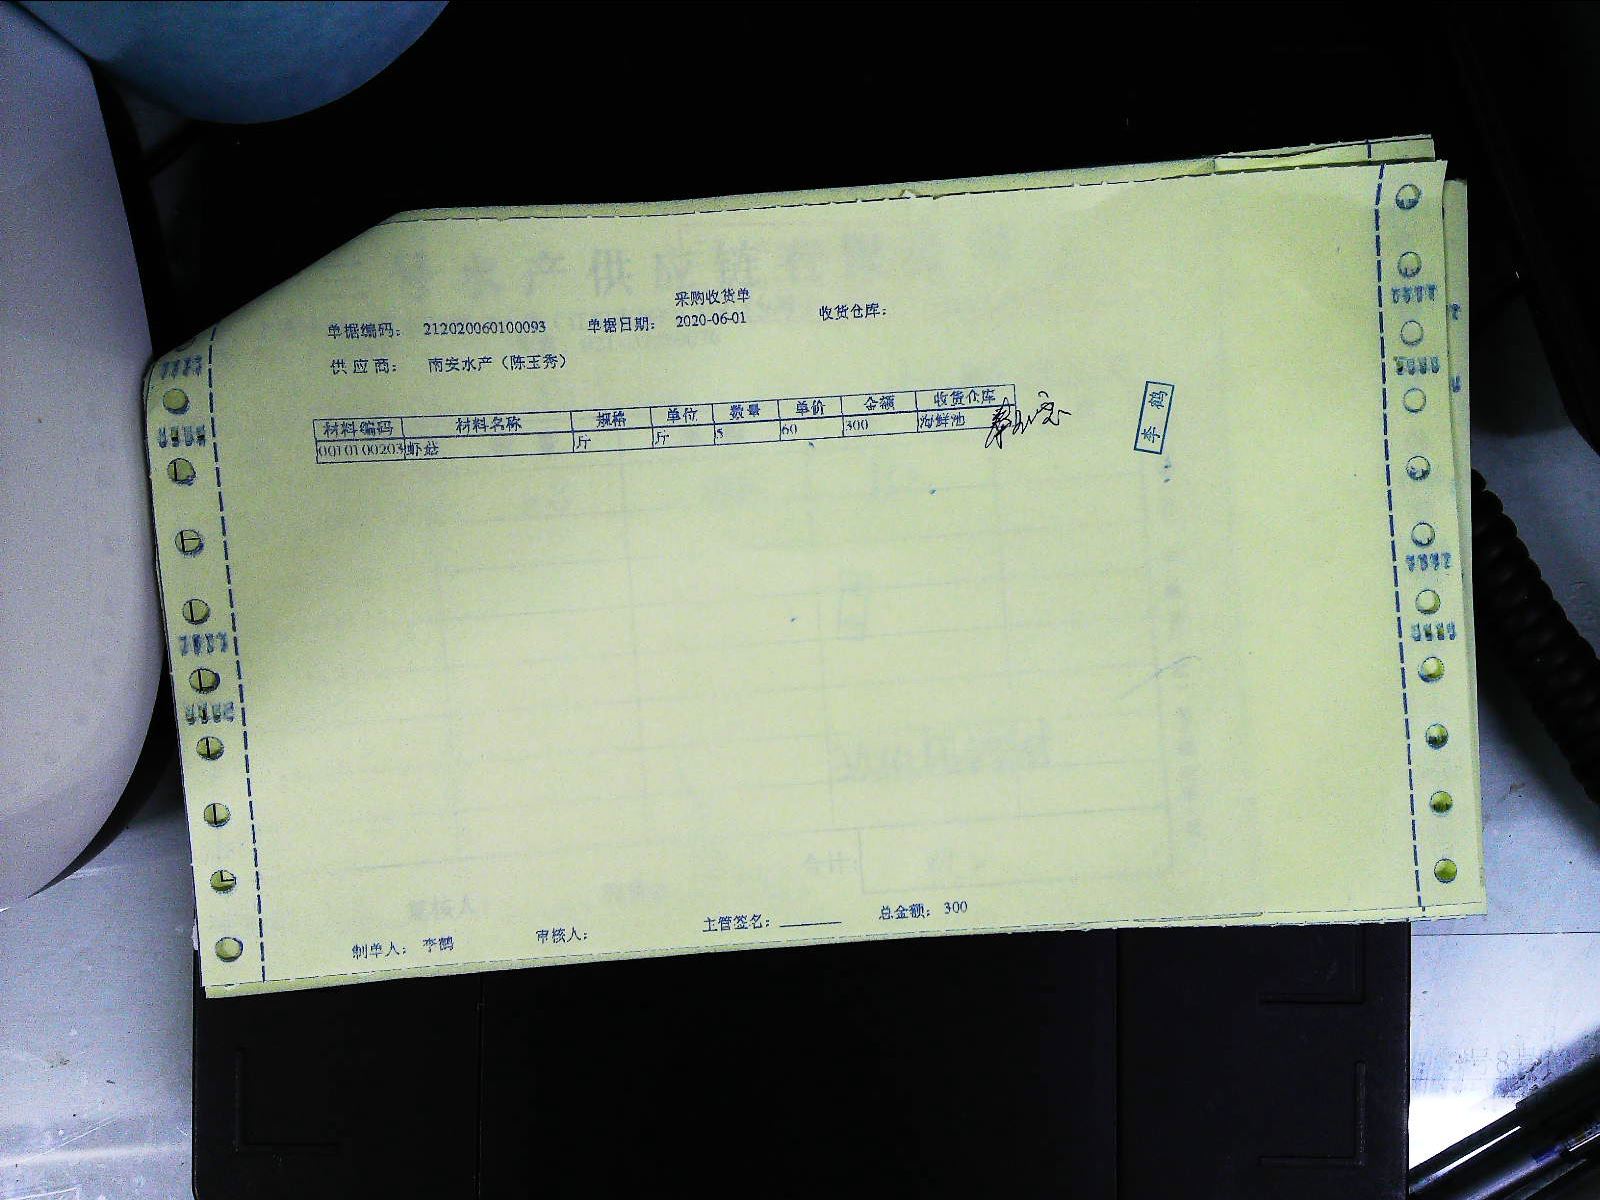 采购收货单
单据编码: 212020060100093 单据日期: 2020-06-01 收货仓库:
供应商: 南安水产（陈玉秀）
材料编码 材料名称 规格 单位 数量 单价 金额 收货仓库
0010100203 虾菇 斤 斤 5 60 300 海鲜池
李鹤
制单人: 李鹤 审核人: 主管签名: 总金额: 300